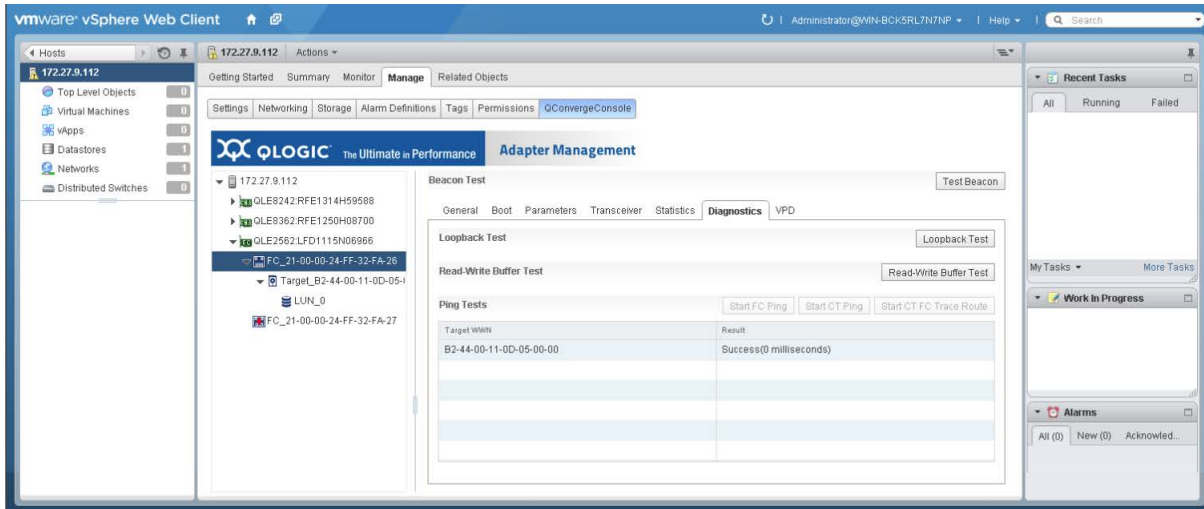 vmware® vSphere Web Client
Administrator@WIN-BCK5RL7N7NP
Help
Search
Hosts
172.27.9.112
Top Level Objects 0
Virtual Machines 0
vApps 0
Datastores 1
Networks 1
Distributed Switches 0
172.27.9.112 Actions
Getting Started Summary Monitor Manage Related Objects
Settings Networking Storage Alarm Definitions Tags Permissions QConvergeConsole
QLOGIC The Ultimate in Performance Adapter Management
172.27.9.112
QLE8242:RFE1314H59588
QLE8362:RFE1250H08700
QLE2562:LFD1115N06966
FC_21-00-00-24-FF-32-FA-26
Target_B2-44-00-11-0D-05-
LUN_0
FC_21-00-00-24-FF-32-FA-27
Beacon Test Test Beacon
General Boot Parameters Transceiver Statistics Diagnostics VPD
Loopback Test Loopback Test
Read-Write Buffer Test Read-Write Buffer Test
Ping Tests Start FC Ping Start CT Ping Start CT FC Trace Route
Target WWN Result
B2-44-00-11-0D-05-00-00 Success(0 milliseconds)
Recent Tasks
All Running Failed
My Tasks More Tasks
Work In Progress
Alarms
All (0) New (0) Acknowled...